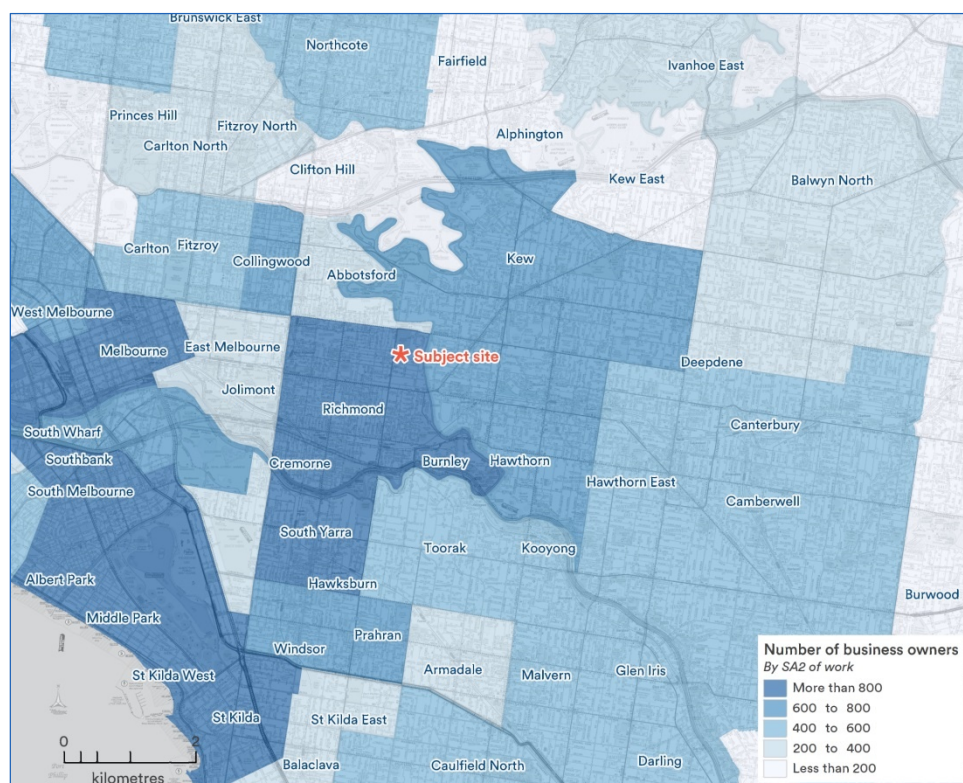 Brunswick East
Northcote
Fairfield
Ivanhoe East
Princes Hill
Fitzroy North
Carlton North
Alphington
Clifton Hill
Kew East
Balwyn North
Carlton
Fitzroy
Collingwood
Kew
Abbotsford
West Melbourne
Melbourne
East Melbourne
Subject site
Deepdene
Jolimont
Richmond
Canterbury
South Wharf
Southbank
Cremorne
Burnley
Hawthorn
Hawthorn East
South Melbourne
Camberwell
South Yarra
Toorak
Kooyong
Albert Park
Hawksburn
Burwood
Middle Park
Windsor
Prahran
Armadale
Malvern
Glen Iris
St Kilda West
St Kilda
St Kilda East
Balaclava
Caulfield North
Darling
0 2
kilometres
Number of business owners
By SA2 of work
More than 800
600 to 800
400 to 600
200 to 400
Less than 200